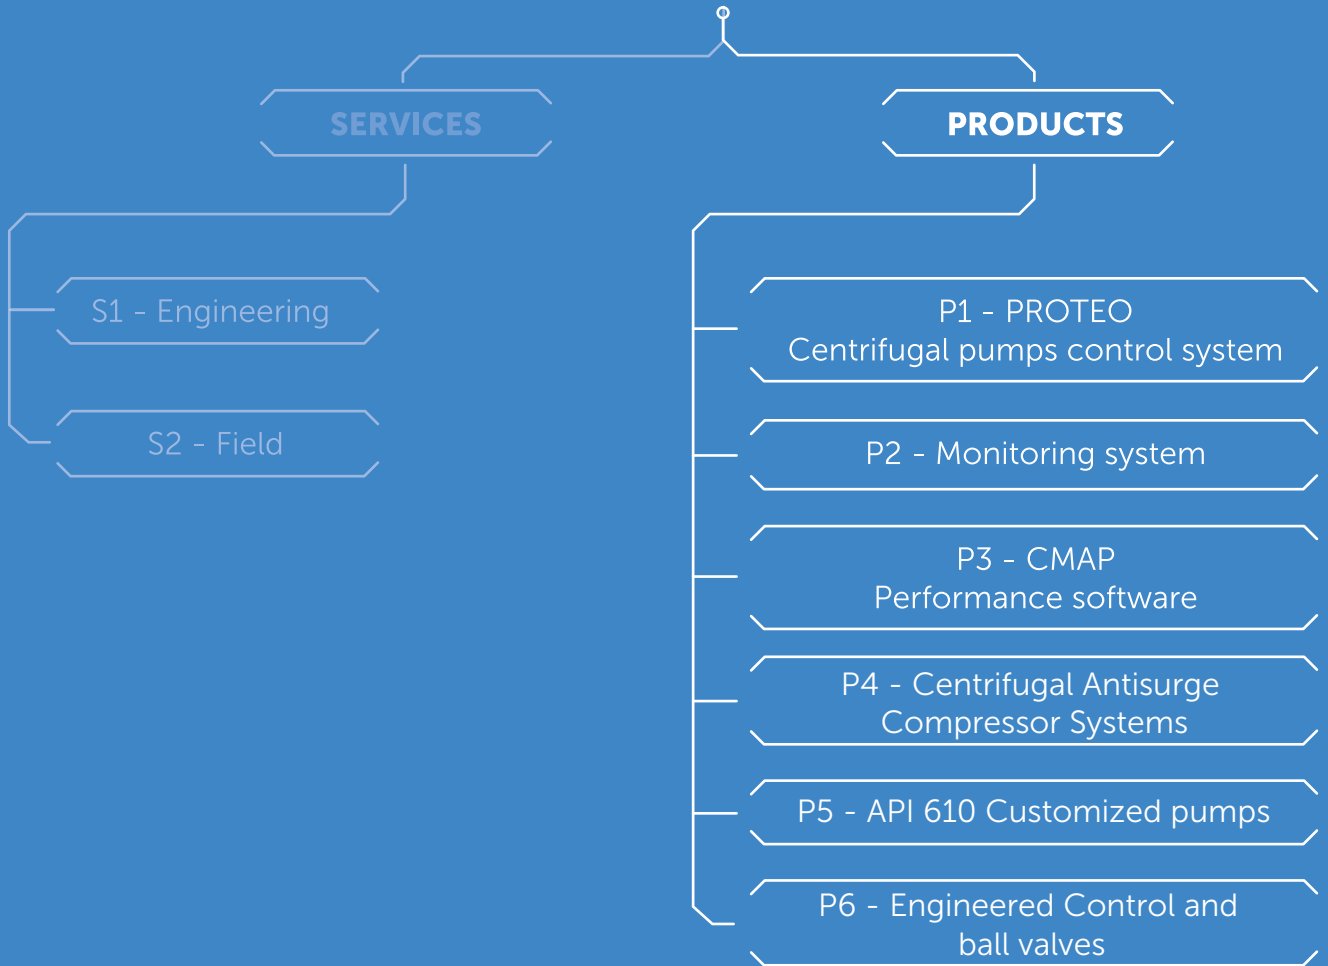 SERVICES
PRODUCTS
S1 - Engineering
S2 - Field
P1 - PROTEO
Centrifugal pumps control system
P2 - Monitoring system
P3 - CMAP
Performance software
P4 - Centrifugal Antisurge
Compressor Systems
P5 - API 610 Customized pumps
P6 - Engineered Control and
ball valves